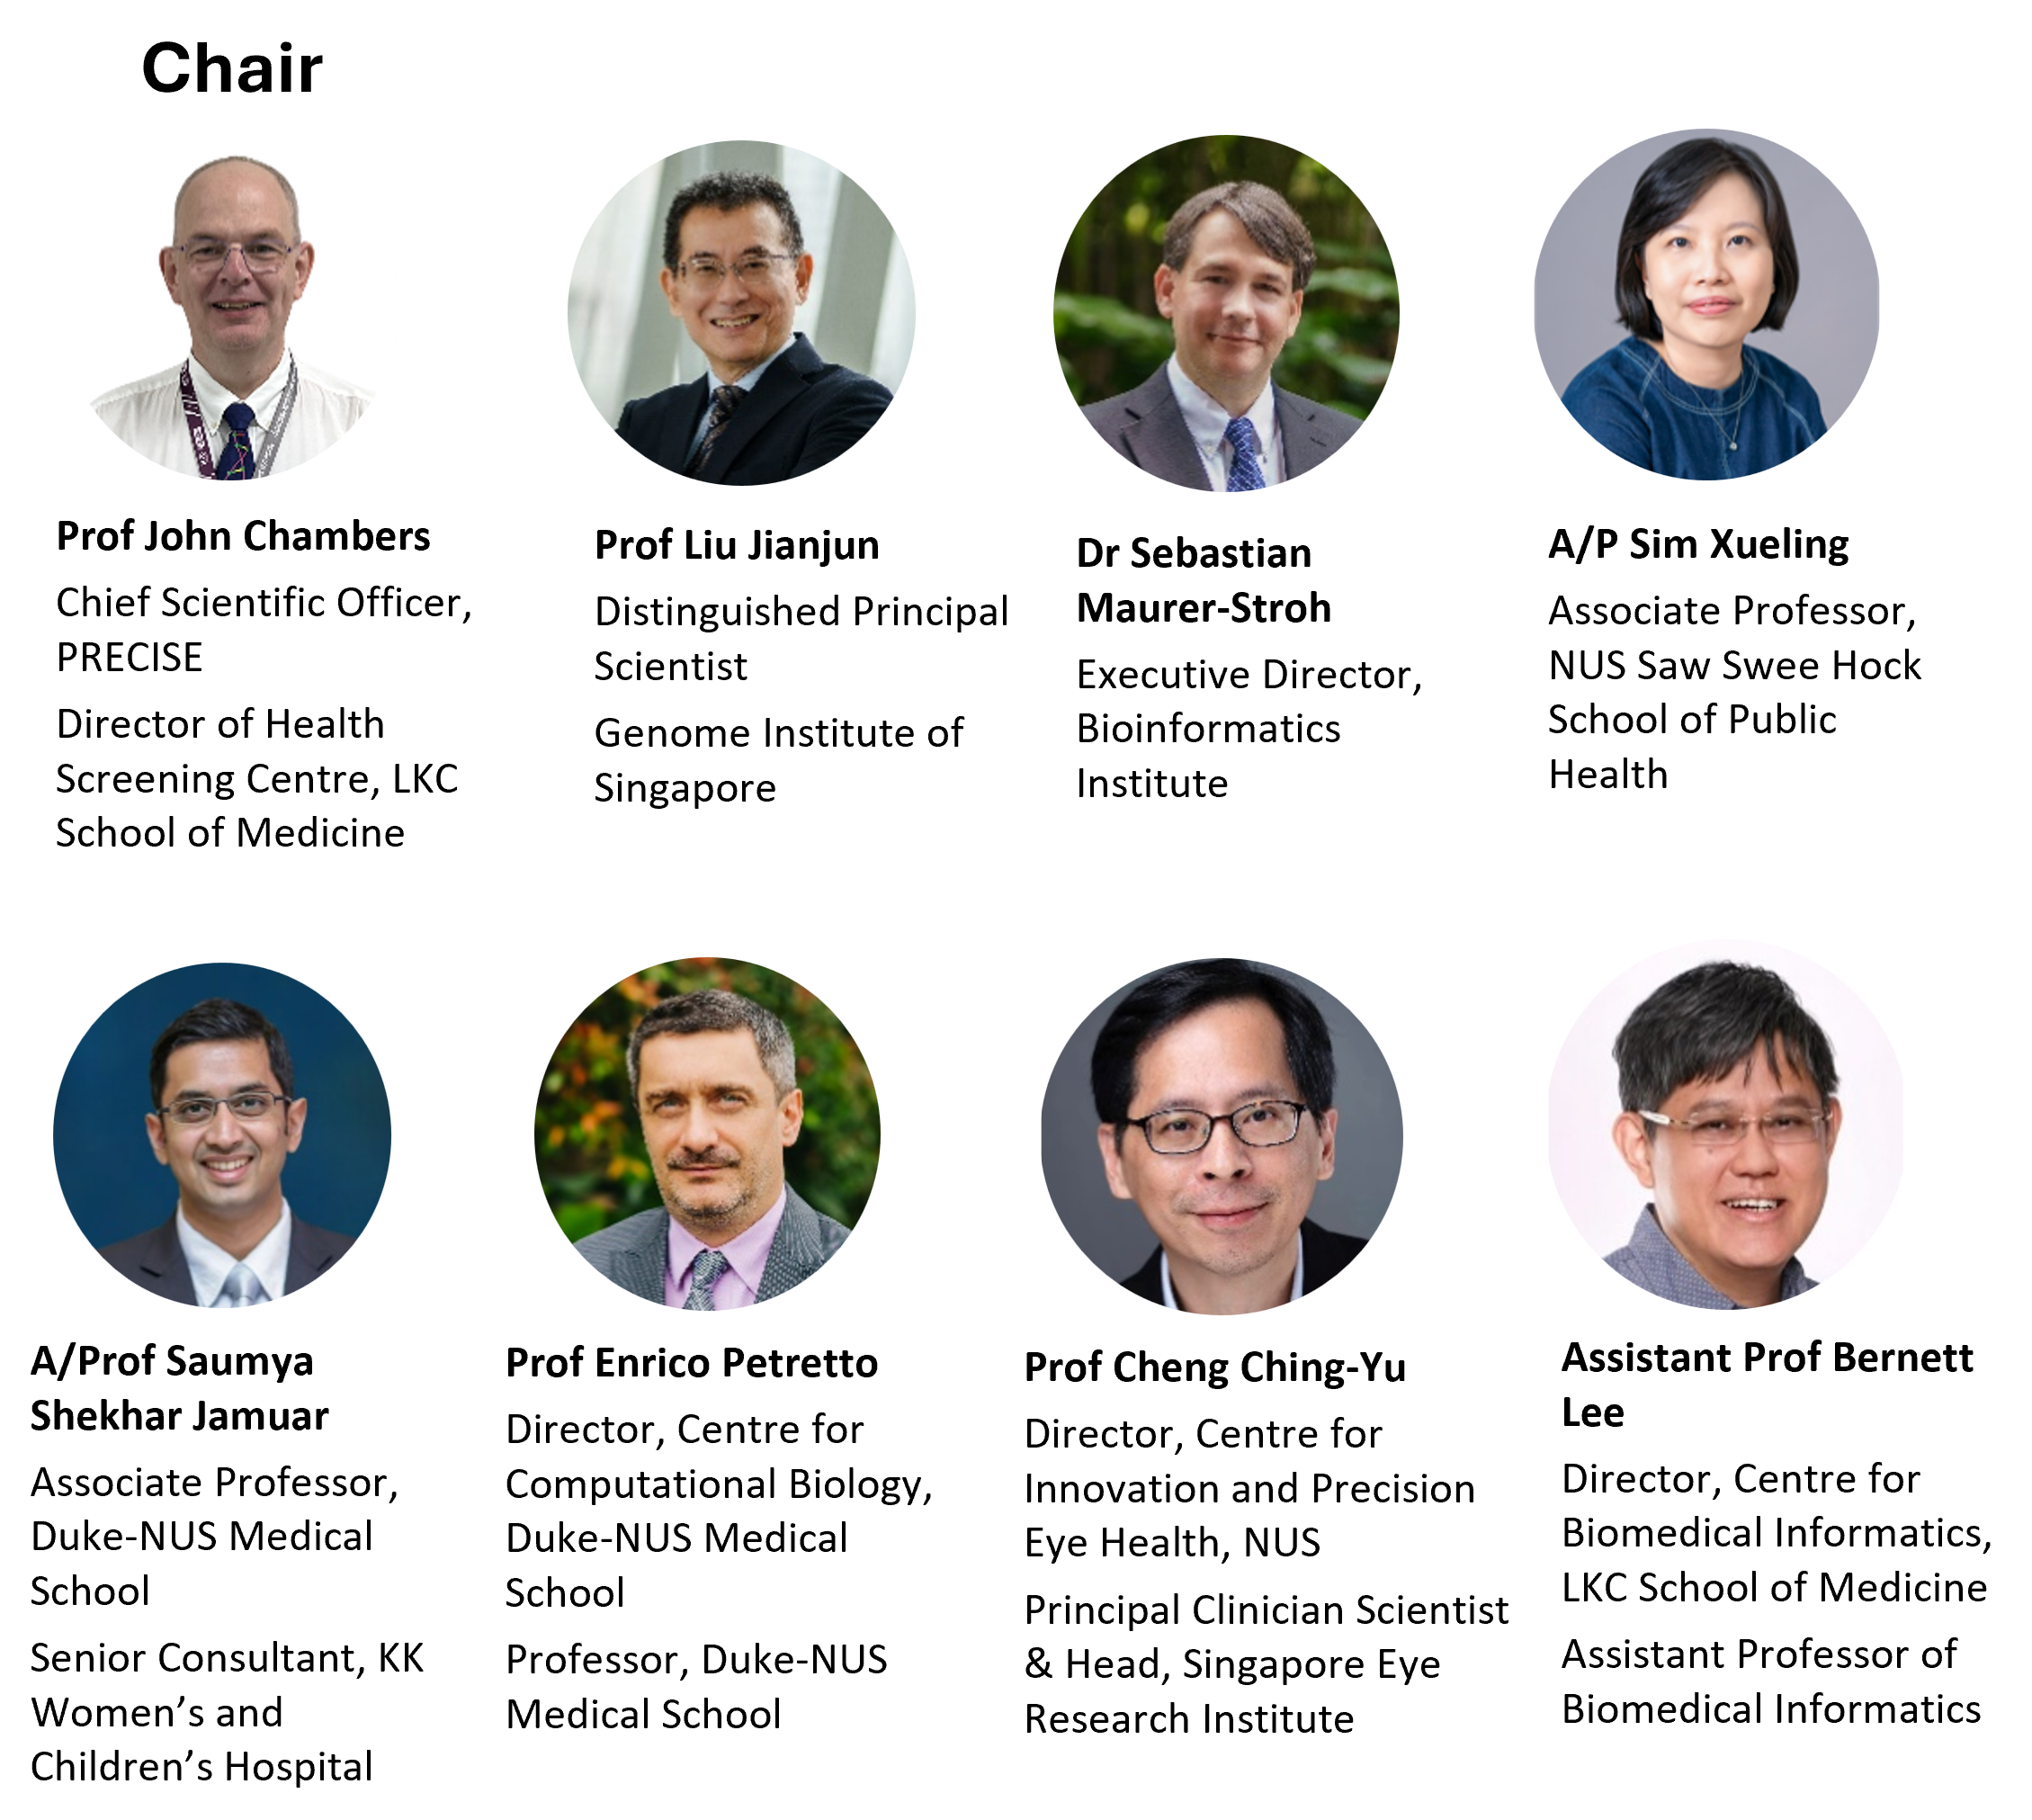 Chair
Prof John Chambers
Chief Scientific Officer,
PRECISE
Director of Health
Screening Centre, LKC
School of Medicine
Prof Liu Jianjun
Distinguished Principal
Scientist
Genome Institute of
Singapore
Dr Sebastian
Maurer-Stroh
Executive Director,
Bioinformatics
Institute
A/P Sim Xueling
Associate Professor,
NUS Saw Swee Hock
School of Public
Health
A/Prof Saumya
Shekhar Jamuar
Associate Professor,
Duke-NUS Medical
School
Senior Consultant, KK
Women’s and
Children’s Hospital
Prof Enrico Petretto
Director, Centre for
Computational Biology,
Duke-NUS Medical
School
Professor, Duke-NUS
Medical School
Prof Cheng Ching-Yu
Director, Centre for
Innovation and Precision
Eye Health, NUS
Principal Clinician Scientist
& Head, Singapore Eye
Research Institute
Assistant Prof Bernett
Lee
Director, Centre for
Biomedical Informatics,
LKC School of Medicine
Assistant Professor of
Biomedical Informatics